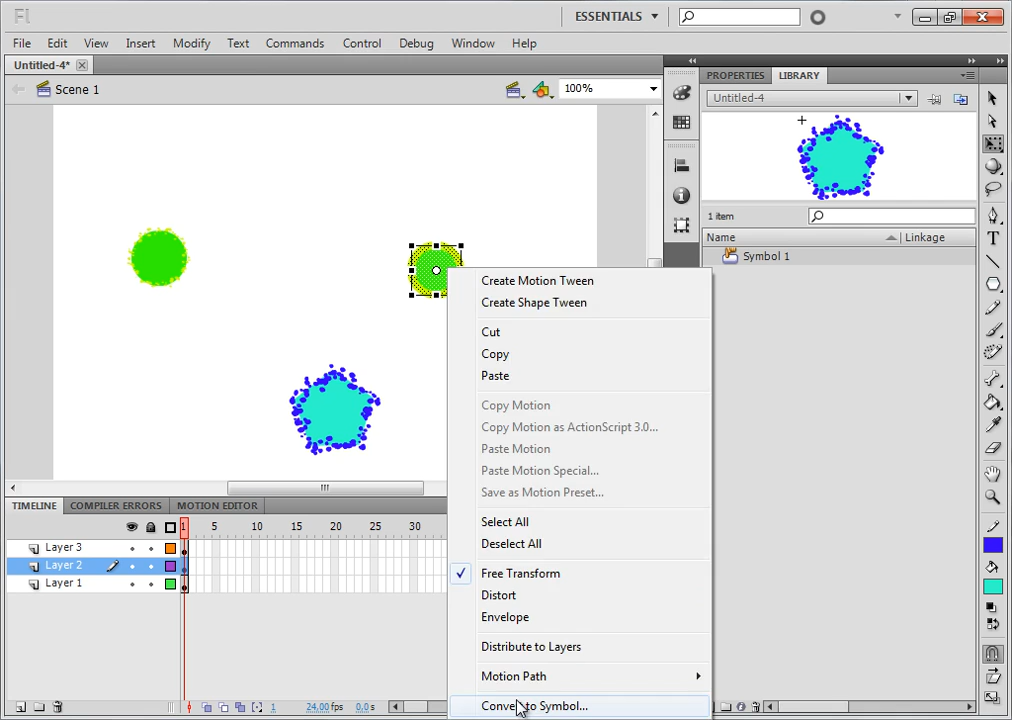 Fl
ESSENTIALS
File Edit View Insert Modify Text Commands Control Debug Window Help
Untitled-4*
Scene 1
100%
PROPERTIES LIBRARY
Untitled-4
1 item
Name Linkage
Symbol 1
Create Motion Tween
Create Shape Tween
Cut
Copy
Paste
Copy Motion
Copy Motion as ActionScript 3.0...
Paste Motion
Paste Motion Special...
Save as Motion Preset...
Select All
Deselect All
Free Transform
Distort
Envelope
Distribute to Layers
Motion Path
Convert to Symbol...
TIMELINE COMPILER ERRORS MOTION EDITOR
1 5 10 15 20 25 30
Layer 3
Layer 2
Layer 1
1 24.00 fps 0.0 s